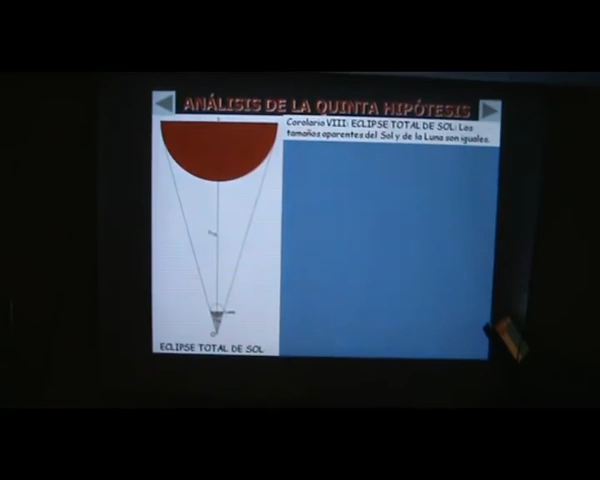 ANÁLISIS DE LA QUINTA HIPÓTESIS
Corolario VIII: ECLIPSE TOTAL DE SOL: Los
tamaños aparentes del Sol y de la Luna son iguales.
ECLIPSE TOTAL DE SOL